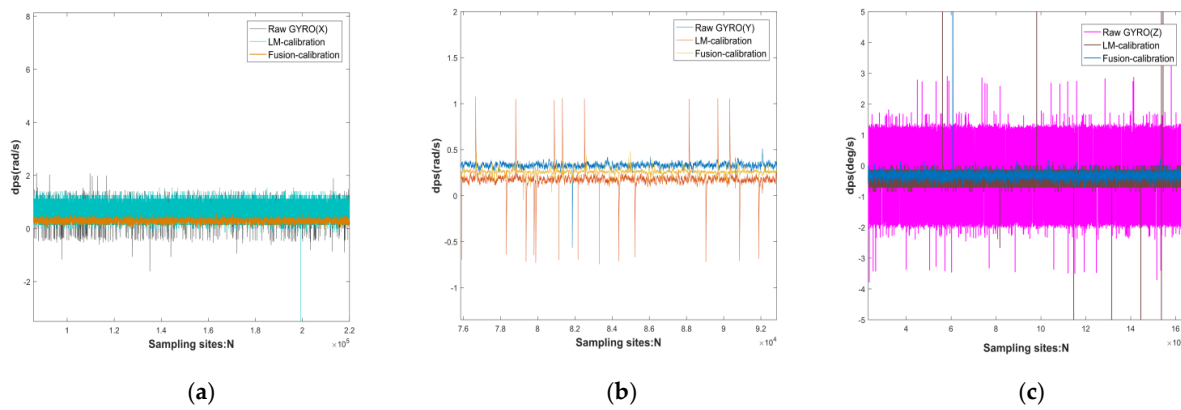 8
6
4
2
0
-2
dps(rad/s)
Raw GYRO(X)
LM-calibration
Fusion-calibration
1 1.2 1.4 1.6 1.8 2.0 2.2
×10⁵
Sampling sites:N
(a)
2
1.5
1
0.5
0
-0.5
-1
dps(rad/s)
Raw GYRO(Y)
LM-calibration
Fusion-calibration
7.6 7.8 8 8.2 8.4 8.6 8.8 9 9.2
×10⁴
Sampling sites:N
(b)
5
4
3
2
1
0
-1
-2
-3
-4
-5
dps(deg/s)
Raw GYRO(Z)
LM-calibration
Fusion-calibration
4 6 8 10 12 14 16
×10
Sampling sites:N
(c)